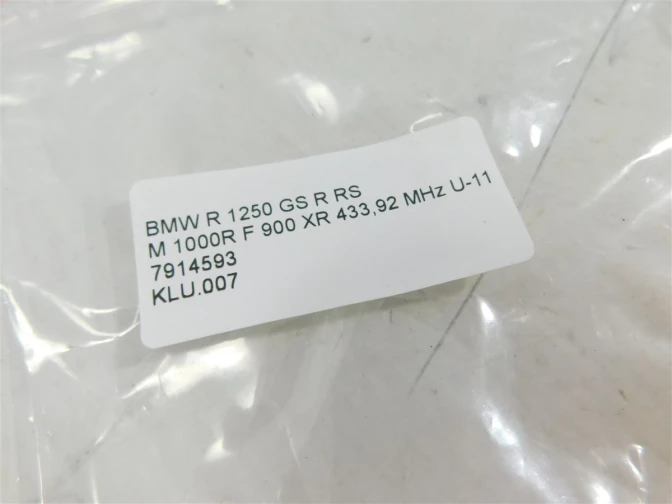 BMW R 1250 GS R RS
M 1000R F 900 XR 433,92 MHz U-11
7914593
KLU.007